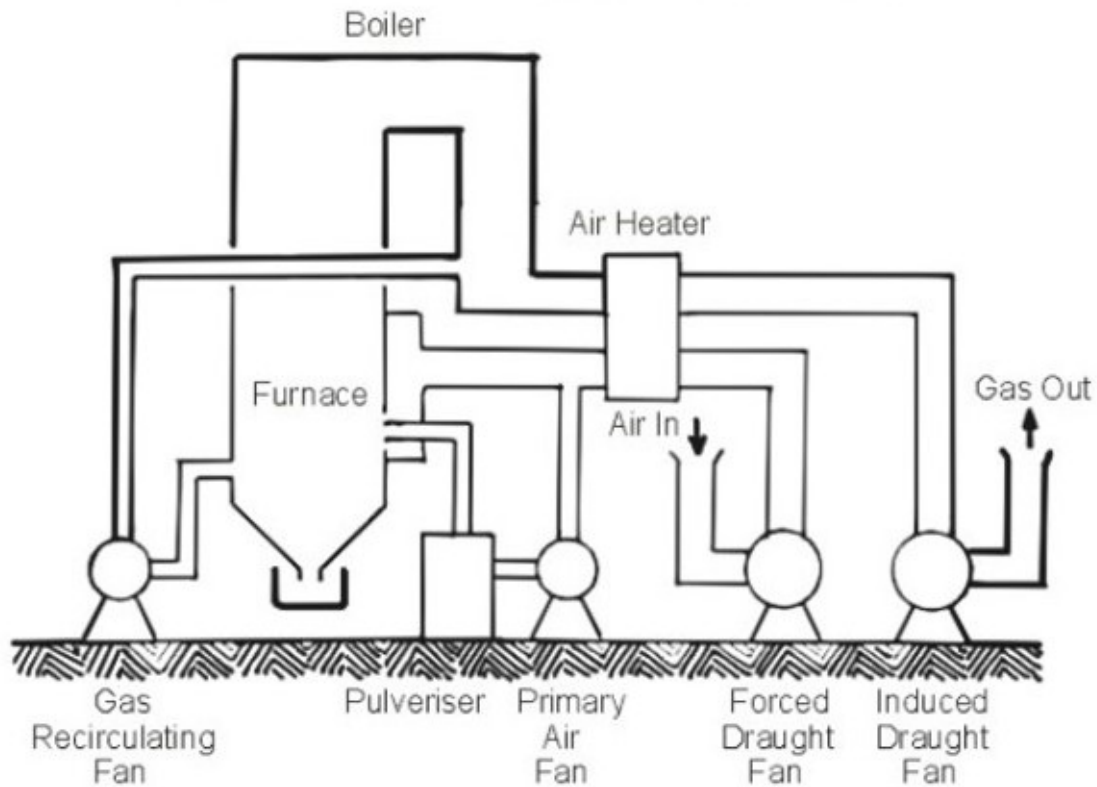 Boiler
Air Heater
Furnace
Air In
Gas Out
Gas
Recirculating
Fan
Pulveriser
Primary
Air
Fan
Forced
Draught
Fan
Induced
Draught
Fan